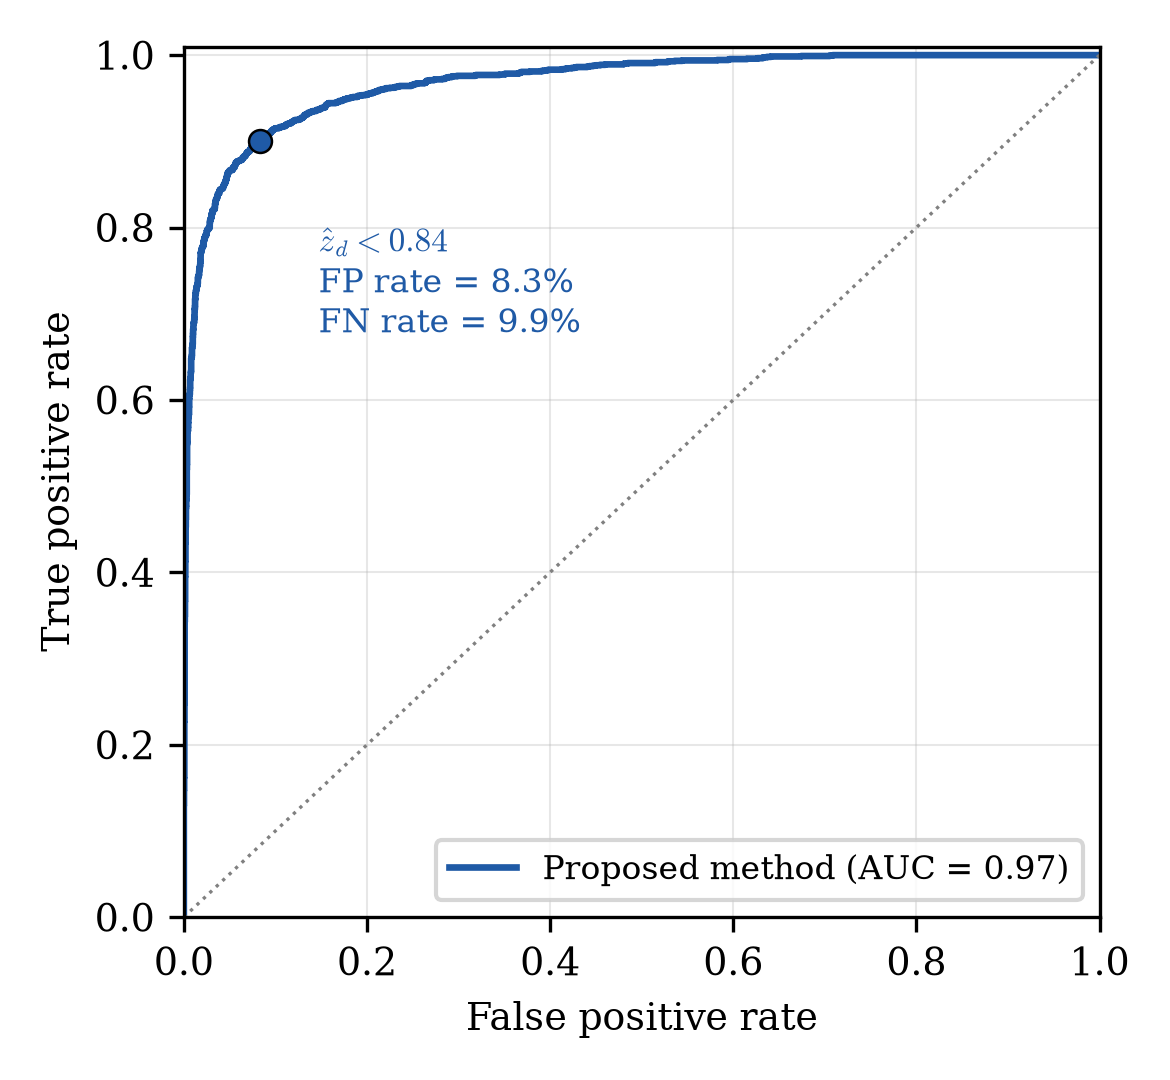 1.0
0.8
0.6
0.4
0.2
0.0
True positive rate
$\hat{z}_d < 0.84$
FP rate = 8.3%
FN rate = 9.9%
Proposed method (AUC = 0.97)
0.0 0.2 0.4 0.6 0.8 1.0
False positive rate